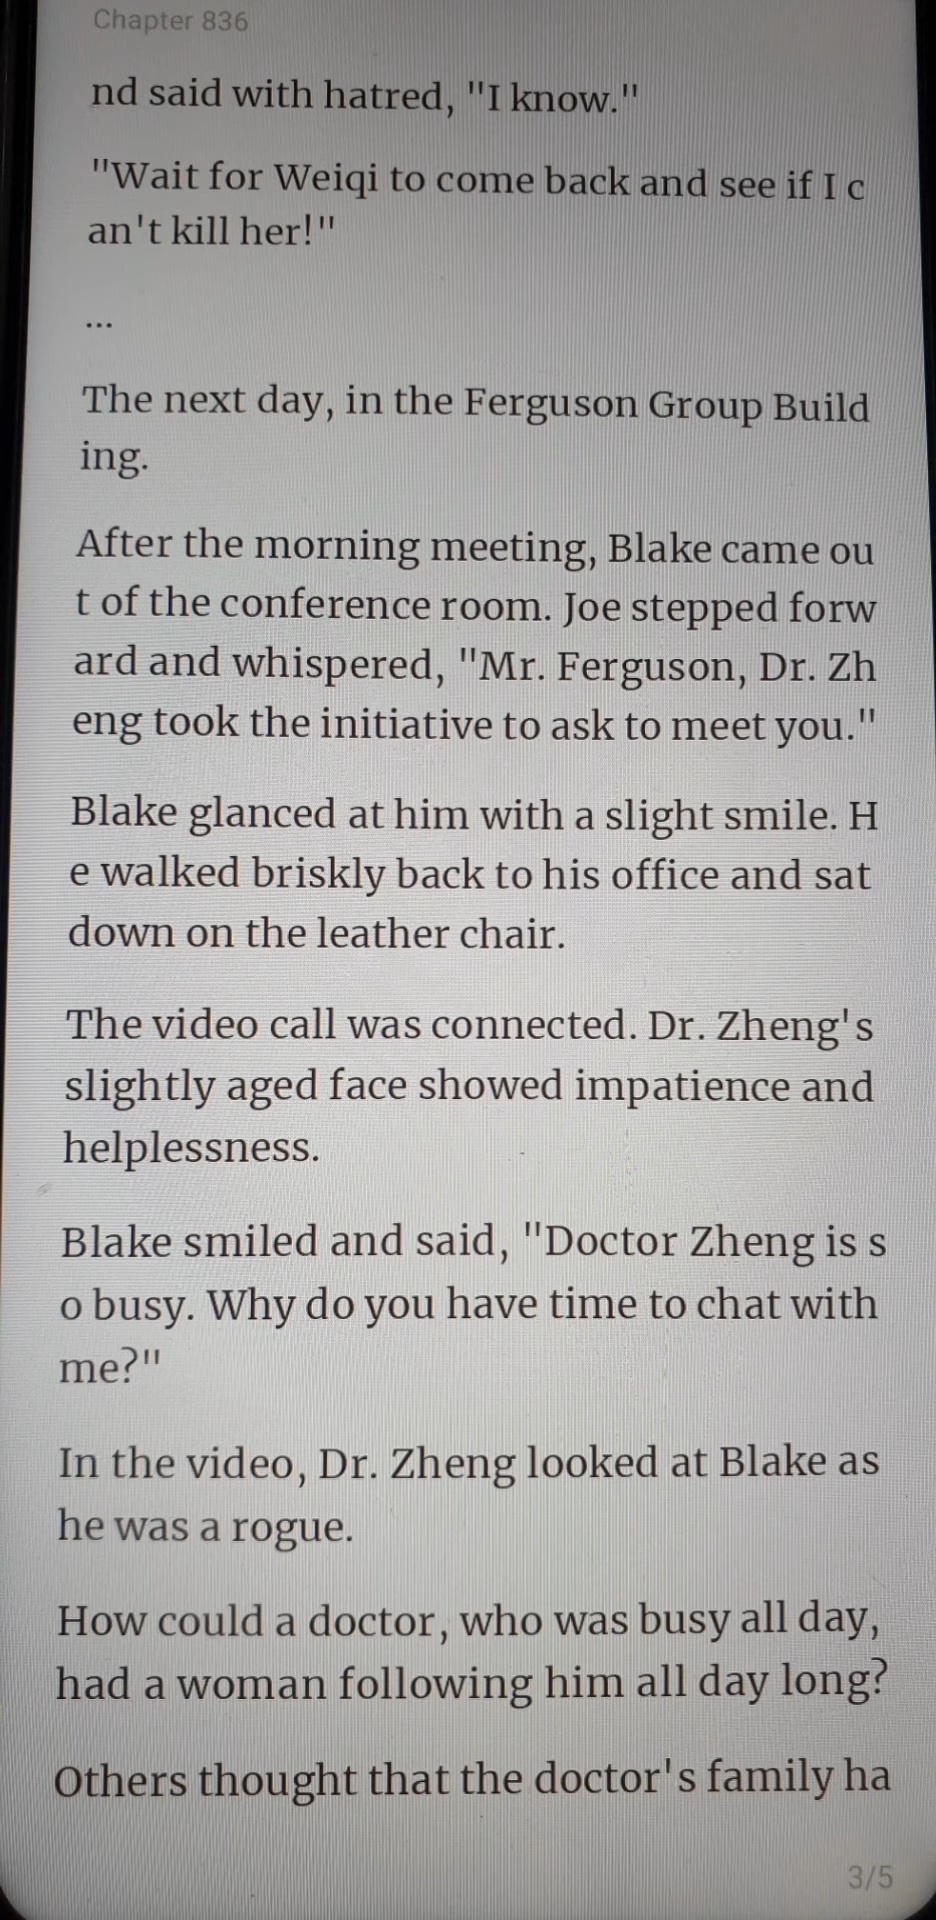 Chapter 836
nd said with hatred, "I know."
"Wait for Weiqi to come back and see if I c
an't kill her!"
...
The next day, in the Ferguson Group Build
ing.
After the morning meeting, Blake came ou
t of the conference room. Joe stepped forw
ard and whispered, "Mr. Ferguson, Dr. Zh
eng took the initiative to ask to meet you."
Blake glanced at him with a slight smile. H
e walked briskly back to his office and sat
down on the leather chair.
The video call was connected. Dr. Zheng's
slightly aged face showed impatience and
helplessness.
Blake smiled and said, "Doctor Zheng is s
o busy. Why do you have time to chat with
me?"
In the video, Dr. Zheng looked at Blake as
he was a rogue.
How could a doctor, who was busy all day,
had a woman following him all day long?
Others thought that the doctor's family ha
3/5